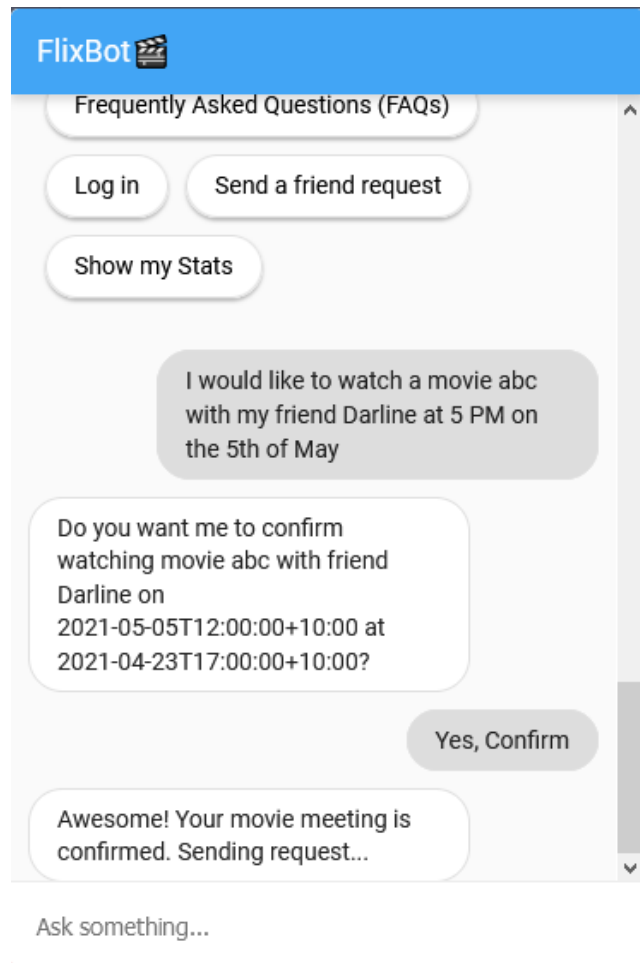 FlixBot🎬
Frequently Asked Questions (FAQs)
Log in
Send a friend request
Show my Stats
I would like to watch a movie abc
with my friend Darline at 5 PM on
the 5th of May
Do you want me to confirm
watching movie abc with friend
Darline on
2021-05-05T12:00:00+10:00 at
2021-04-23T17:00:00+10:00?
Yes, Confirm
Awesome! Your movie meeting is
confirmed. Sending request...
Ask something...